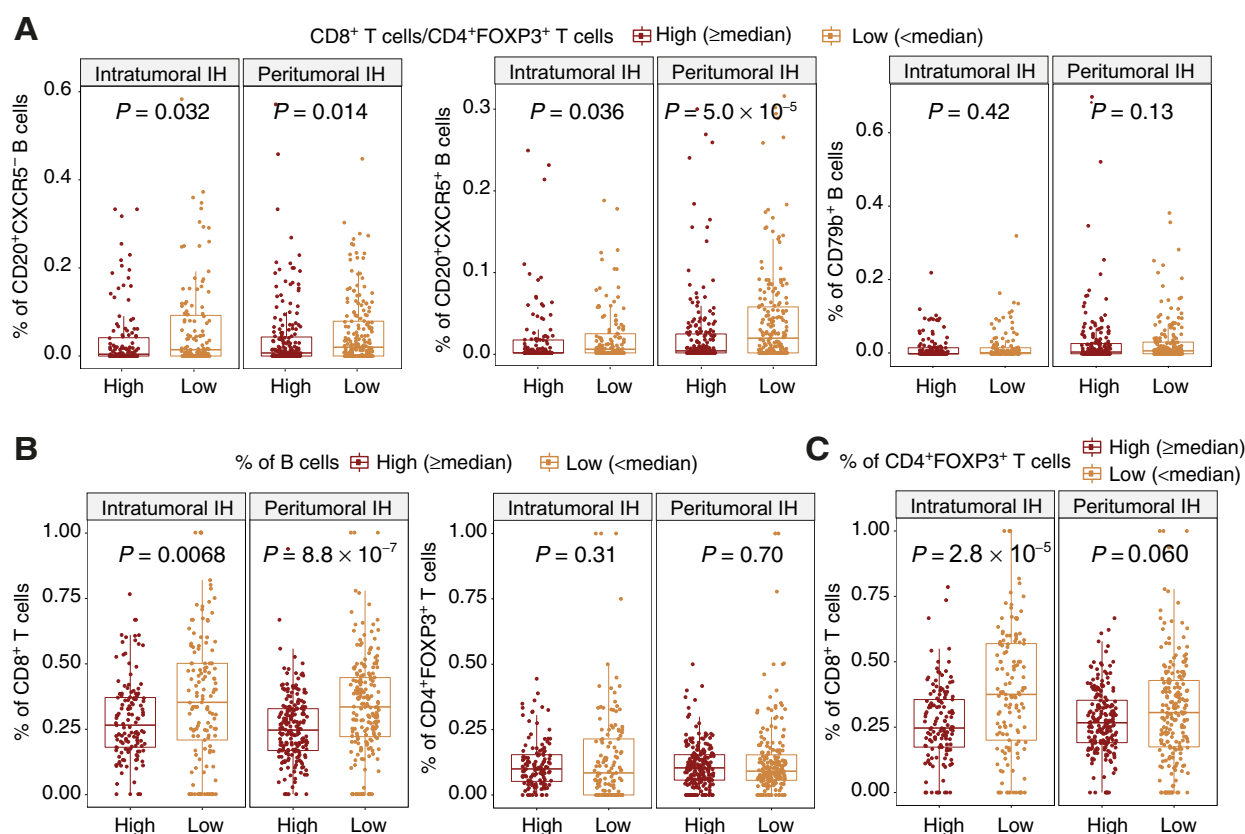 A
CD8⁺ T cells/CD4⁺FOXP3⁺ T cells High (≥median) Low (<median)
% of CD20⁺CXCR5⁻ B cells
Intratumoral IH Peritumoral IH
0.6
0.4
0.2
0.0
P = 0.032 P = 0.014
High Low High Low
% of CD20⁺CXCR5⁺ B cells
Intratumoral IH Peritumoral IH
0.3
0.2
0.1
0.0
P = 0.036 P = 5.0 × 10⁻⁵
High Low High Low
% of CD79b⁺ B cells
Intratumoral IH Peritumoral IH
0.6
0.4
0.2
0.0
P = 0.42 P = 0.13
High Low High Low
B
% of B cells High (≥median) Low (<median)
% of CD8⁺ T cells
Intratumoral IH Peritumoral IH
1.00
0.75
0.50
0.25
0.00
P = 0.0068 P = 8.8 × 10⁻⁷
High Low High Low
% of CD4⁺FOXP3⁺ T cells
Intratumoral IH Peritumoral IH
1.00
0.75
0.50
0.25
0.00
P = 0.31 P = 0.70
High Low High Low
C
% of CD4⁺FOXP3⁺ T cells High (≥median)
Low (<median)
% of CD8⁺ T cells
Intratumoral IH Peritumoral IH
1.00
0.75
0.50
0.25
0.00
P = 2.8 × 10⁻⁵ P = 0.060
High Low High Low